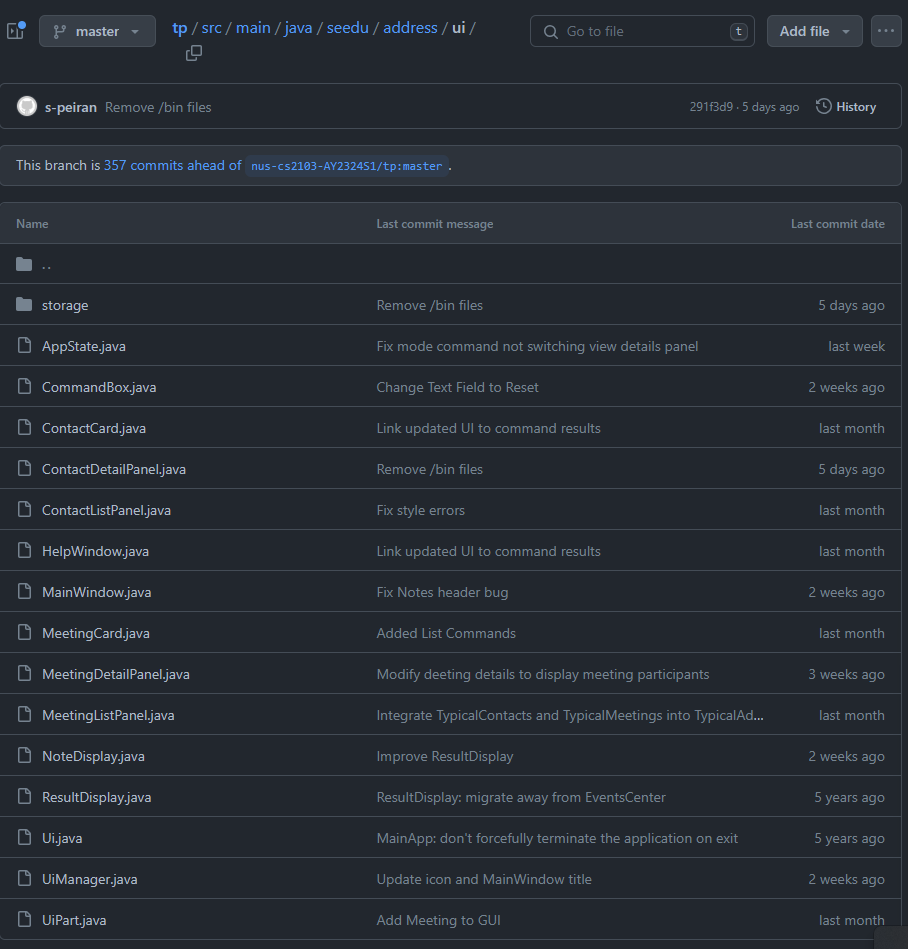 master tp / src / main / java / seedu / address / ui / Go to file t Add file ...
s-peiran Remove /bin files 291f3d9 · 5 days ago History
This branch is 357 commits ahead of nus-cs2103-AY2324S1/tp:master .
Name Last commit message Last commit date
..
storage Remove /bin files 5 days ago
AppState.java Fix mode command not switching view details panel last week
CommandBox.java Change Text Field to Reset 2 weeks ago
ContactCard.java Link updated UI to command results last month
ContactDetailPanel.java Remove /bin files 5 days ago
ContactListPanel.java Fix style errors last month
HelpWindow.java Link updated UI to command results last month
MainWindow.java Fix Notes header bug 2 weeks ago
MeetingCard.java Added List Commands last month
MeetingDetailPanel.java Modify deeting details to display meeting participants 3 weeks ago
MeetingListPanel.java Integrate TypicalContacts and TypicalMeetings into TypicalAd... last month
NoteDisplay.java Improve ResultDisplay 2 weeks ago
ResultDisplay.java ResultDisplay: migrate away from EventsCenter 5 years ago
Ui.java MainApp: don't forcefully terminate the application on exit 5 years ago
UiManager.java Update icon and MainWindow title 2 weeks ago
UiPart.java Add Meeting to GUI last month